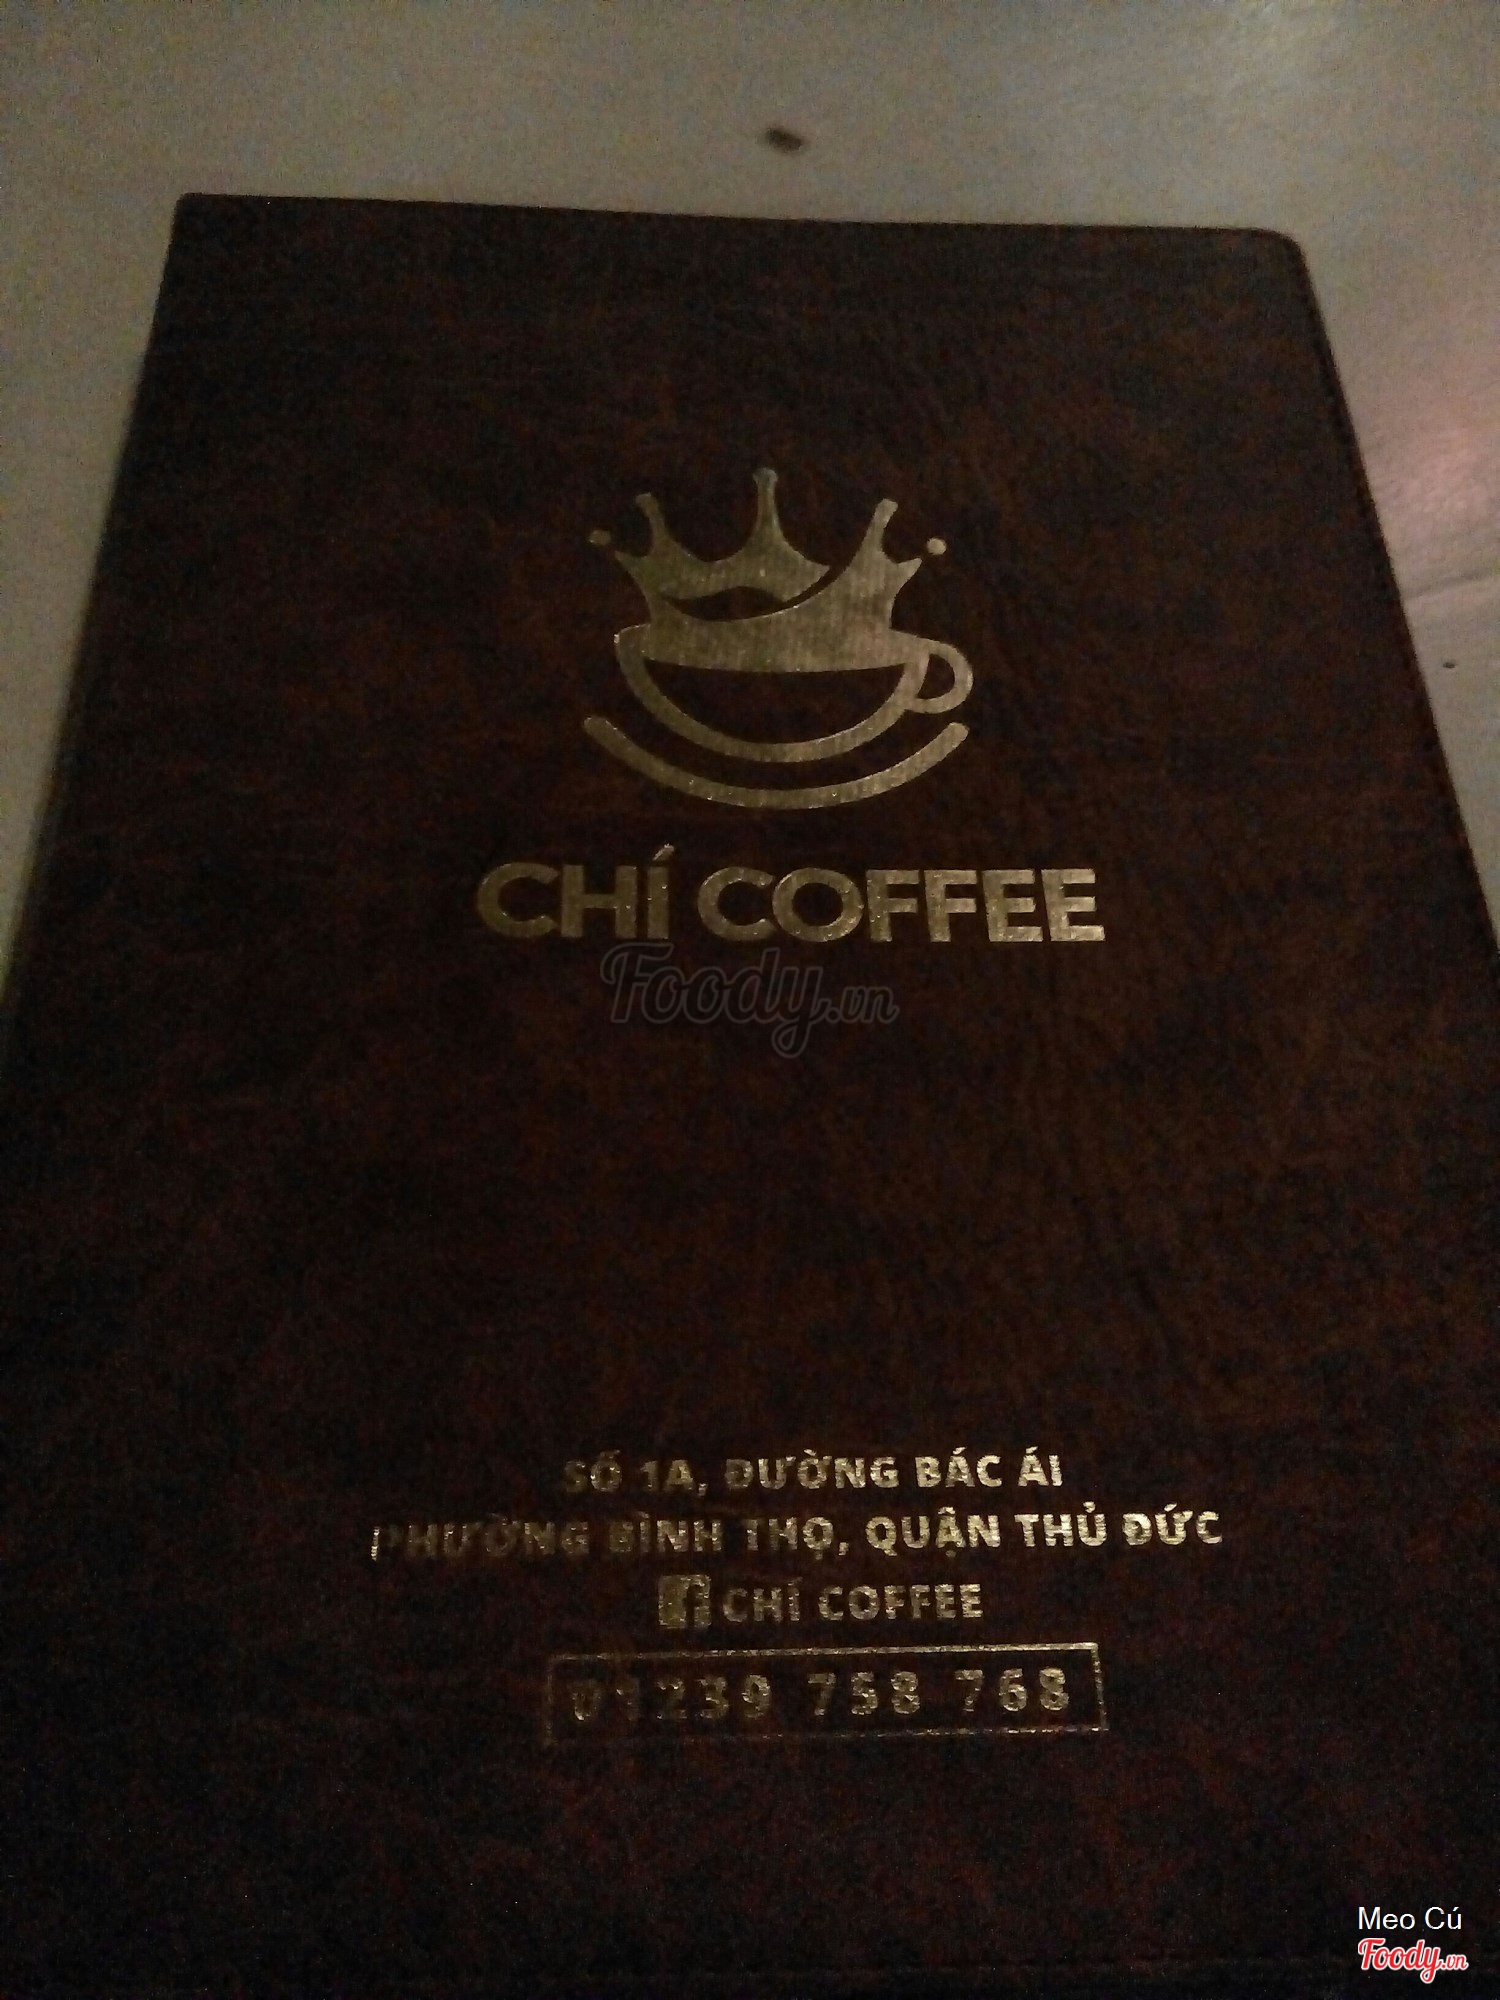 CHÍ COFFEE
Foody.vn
SỐ 1A, ĐƯỜNG BÁC ÁI
PHƯỜNG BÌNH THỌ, QUẬN THỦ ĐỨC
f CHÍ COFFEE
01239 758 768
Meo Cú
Foody.vn